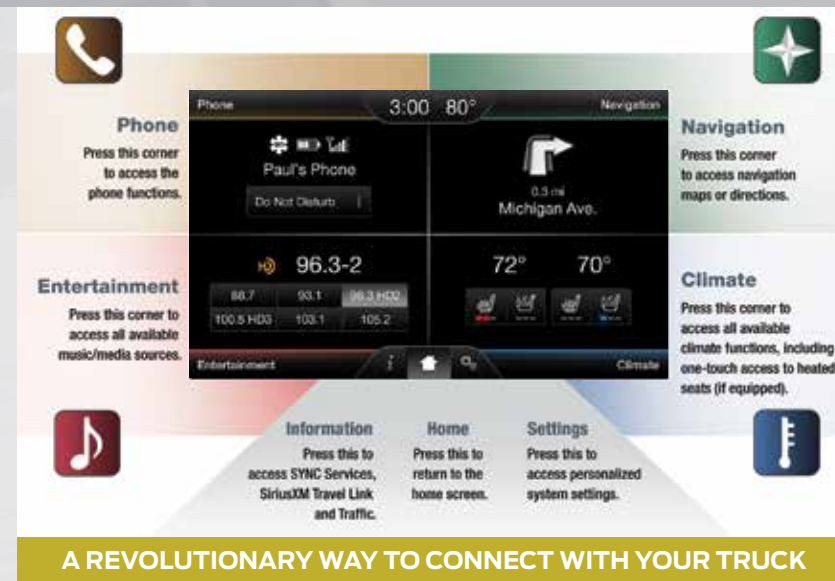 Phone
Press this corner
to access the
phone functions.
Phone
3:00 80°
Navigation
Paul's Phone
Do Not Disturb
0.3 mi
Michigan Ave.
Navigation
Press this corner
to access navigation
maps or directions.
Entertainment
Press this corner to
access all available
music/media sources.
96.3-2
88.7 93.1 96.3 HD2
100.5 HD3 103.1 105.2
Entertainment
72° 70°
Climate
Climate
Press this corner to
access all available
climate functions, including
one-touch access to heated
seats (if equipped).
Information
Press this to
access SYNC Services,
SiriusXM Travel Link
and Traffic.
Home
Press this to
return to the
home screen.
Settings
Press this to
access personalized
system settings.
A REVOLUTIONARY WAY TO CONNECT WITH YOUR TRUCK